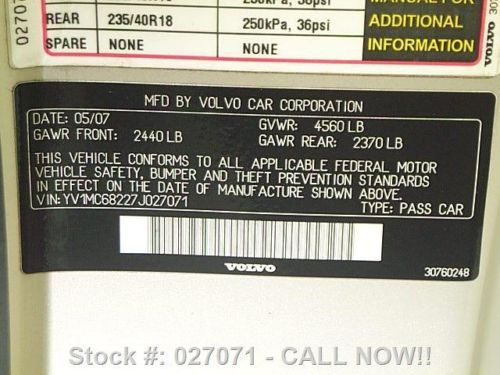 REAR 235/40R18 250kPa, 36psi
SPARE NONE NONE
MANUAL FOR
ADDITIONAL
INFORMATION
VOLVO
MFD BY VOLVO CAR CORPORATION
DATE: 05/07 GVWR: 4560 LB
GAWR FRONT: 2440 LB GAWR REAR: 2370 LB
THIS VEHICLE CONFORMS TO ALL APPLICABLE FEDERAL MOTOR
VEHICLE SAFETY, BUMPER AND THEFT PREVENTION STANDARDS
IN EFFECT ON THE DATE OF MANUFACTURE SHOWN ABOVE.
VIN: YV1MC68227J027071 TYPE: PASS CAR
VOLVO 30760248
Stock #: 027071 - CALL NOW!!